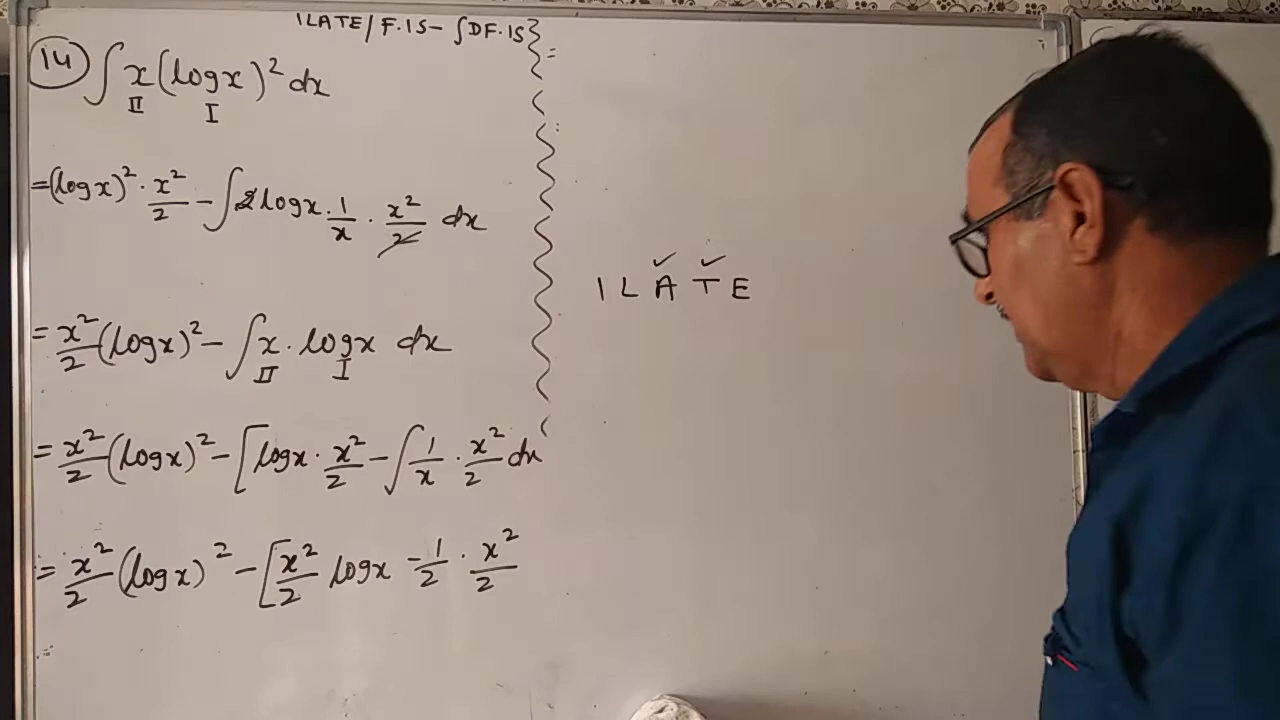 ILATE/F.IS-∫DF.IS
14 ∫ x (log x)² dx
II I
= (log x)² · x²/2 - ∫ 2 log x · 1/x · x²/2 dx
= x²/2 (log x)² - ∫ x · log x dx
II I
= x²/2 (log x)² - [log x · x²/2 - ∫ 1/x · x²/2 dx
= x²/2 (log x)² - [x²/2 log x - 1/2 · x²/2
I L A T E